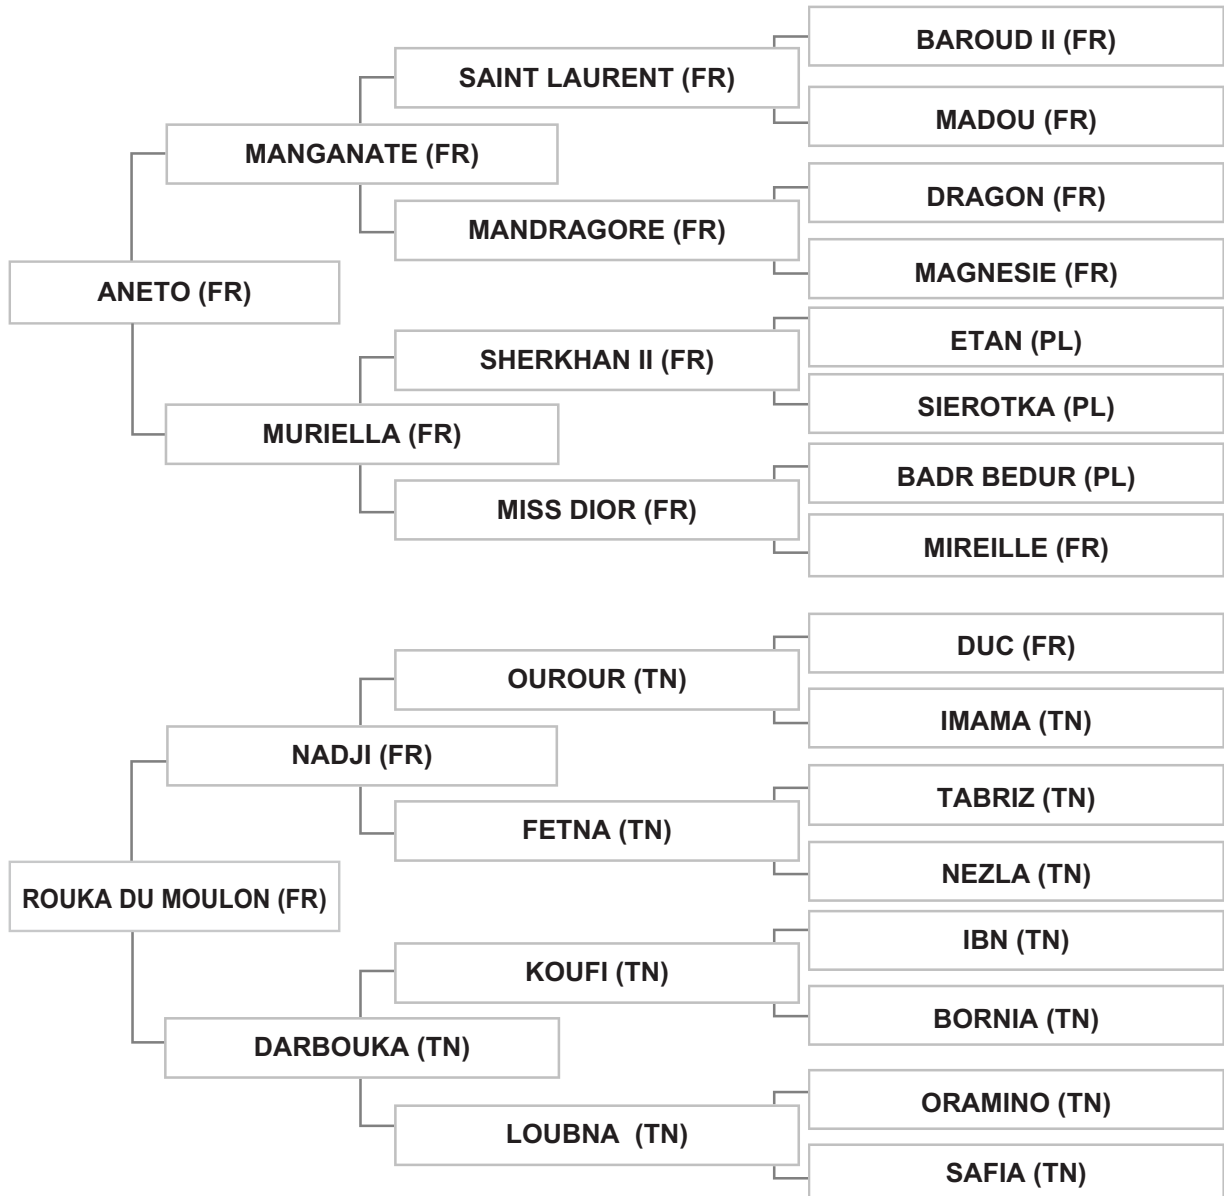 BAROUD II (FR)
SAINT LAURENT (FR)
MADOU (FR)
MANGANATE (FR)
DRAGON (FR)
MANDRAGORE (FR)
MAGNESIE (FR)
ANETO (FR)
ETAN (PL)
SHERKHAN II (FR)
SIEROTKA (PL)
MURIELLA (FR)
BADR BEDUR (PL)
MISS DIOR (FR)
MIREILLE (FR)
DUC (FR)
OUROUR (TN)
IMAMA (TN)
NADJI (FR)
TABRIZ (TN)
FETNA (TN)
NEZLA (TN)
ROUKA DU MOULON (FR)
IBN (TN)
KOUFI (TN)
BORNIA (TN)
DARBOUKA (TN)
ORAMINO (TN)
LOUBNA  (TN)
SAFIA (TN)